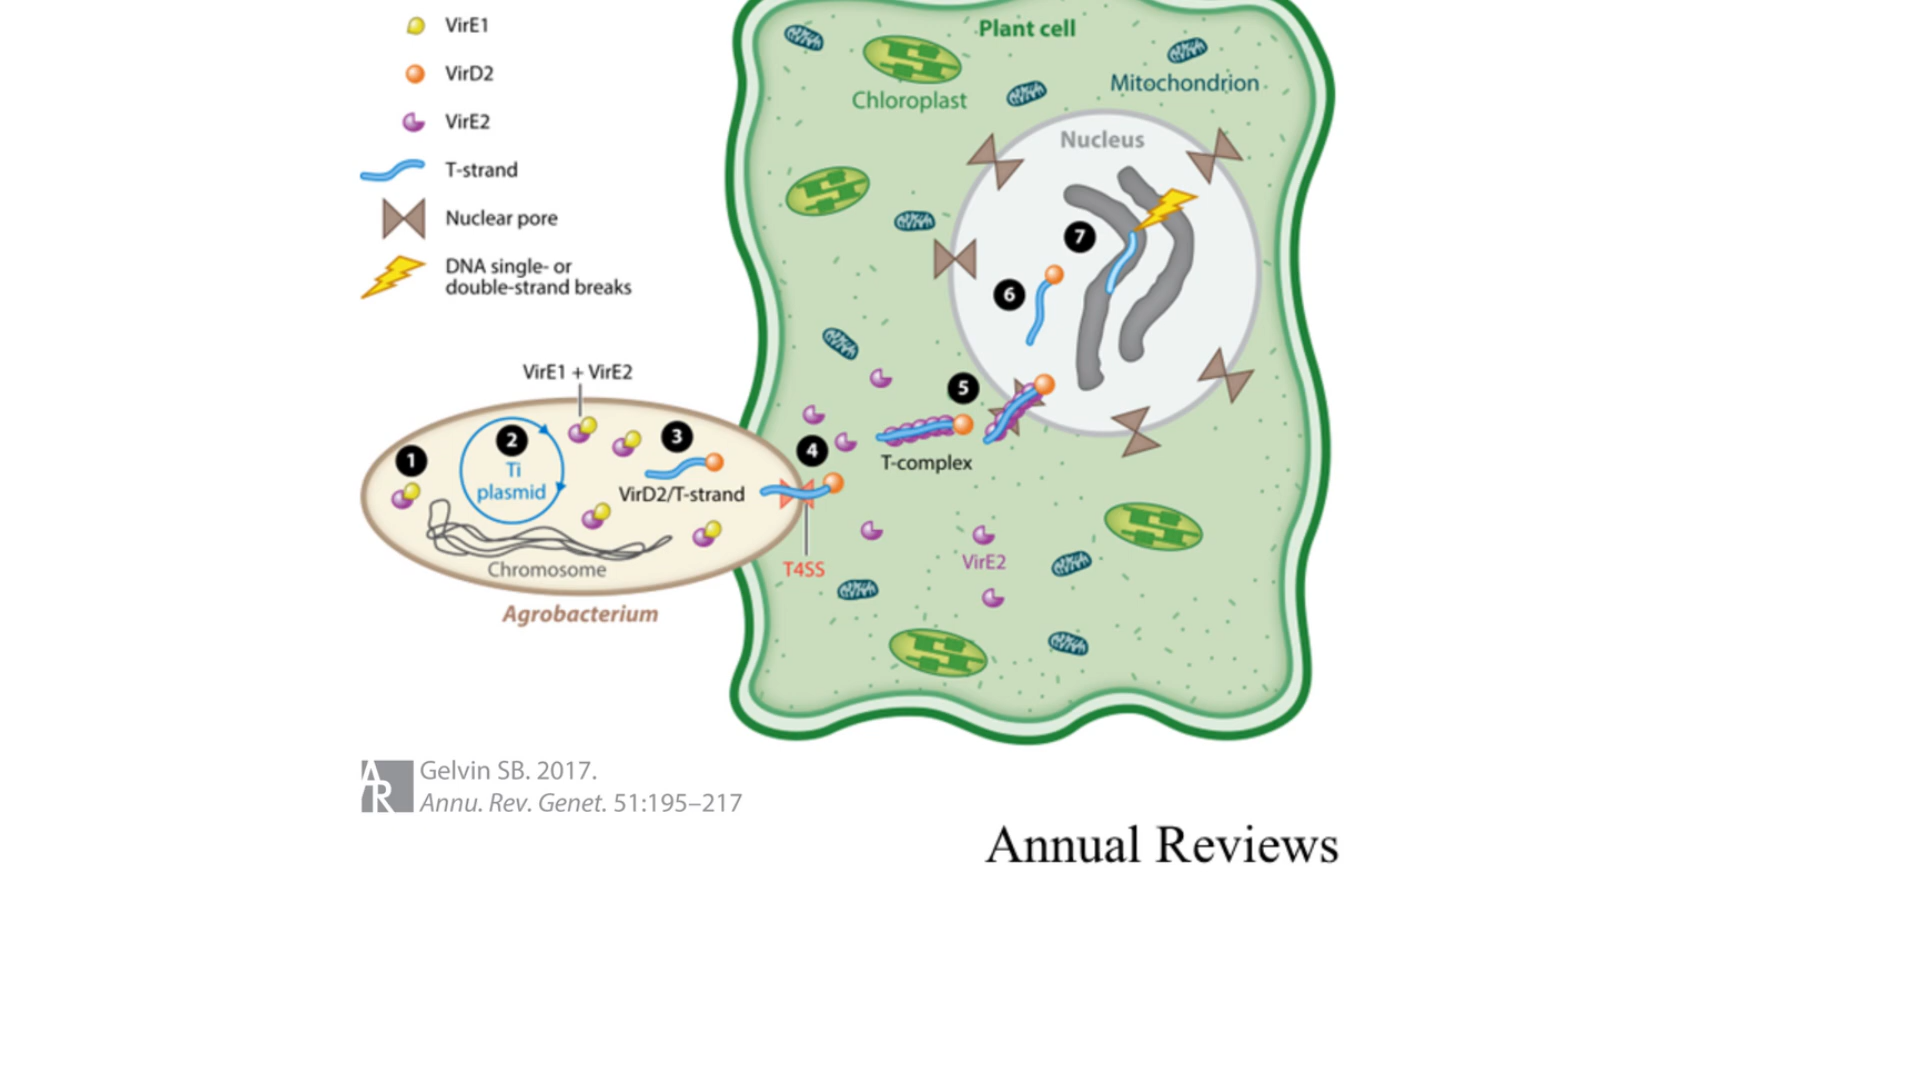 VirE1
VirD2
VirE2
T-strand
Nuclear pore
DNA single- or
double-strand breaks
Plant cell
Chloroplast
Mitochondrion
Nucleus
7
6
5
T-complex
VirE1 + VirE2
1
2
Ti
plasmid
3
VirD2/T-strand
4
T4SS
VirE2
Chromosome
Agrobacterium
AR
Gelvin SB. 2017.
Annu. Rev. Genet. 51:195–217
Annual Reviews